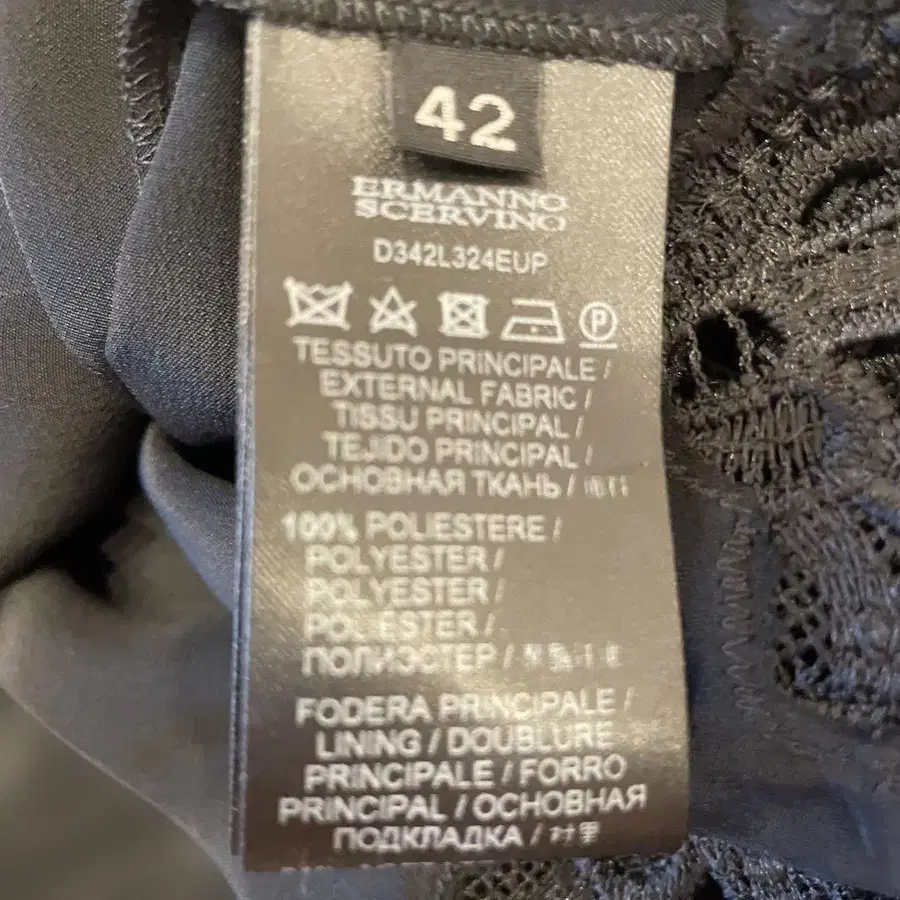 42
ERMANNO
SCERVINO
D342L324EUP
P
TESSUTO PRINCIPALE /
EXTERNAL FABRIC /
TISSU PRINCIPAL /
TEJIDO PRINCIPAL /
ОСНОВНАЯ ТКАНЬ /
100% POLIESTERE /
POLYESTER /
POLYESTER /
POLIESTER /
ПОЛИЭСТЕР /
FODERA PRINCIPALE /
LINING / DOUBLURE
PRINCIPALE / FORRO
PRINCIPAL / ОСНОВНАЯ
ПОДКЛАДКА /